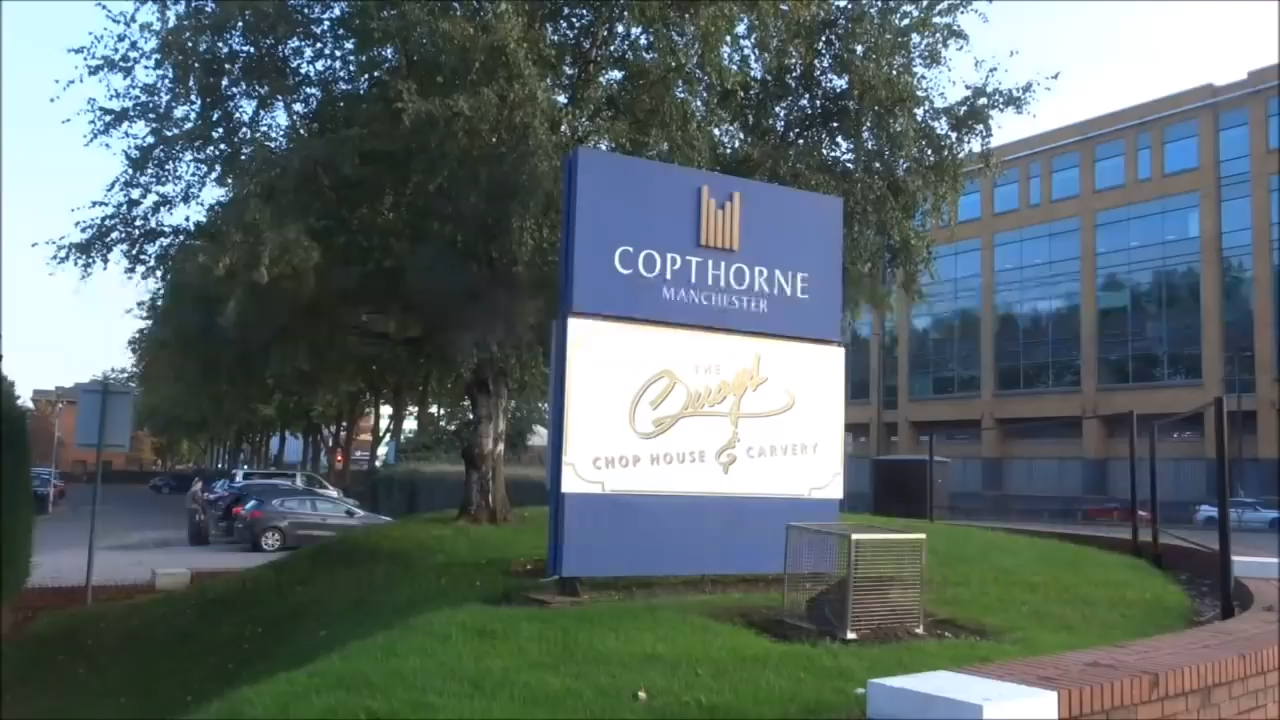 COPTHORNE
MANCHESTER
THE
Quays
CHOP HOUSE & CARVERY